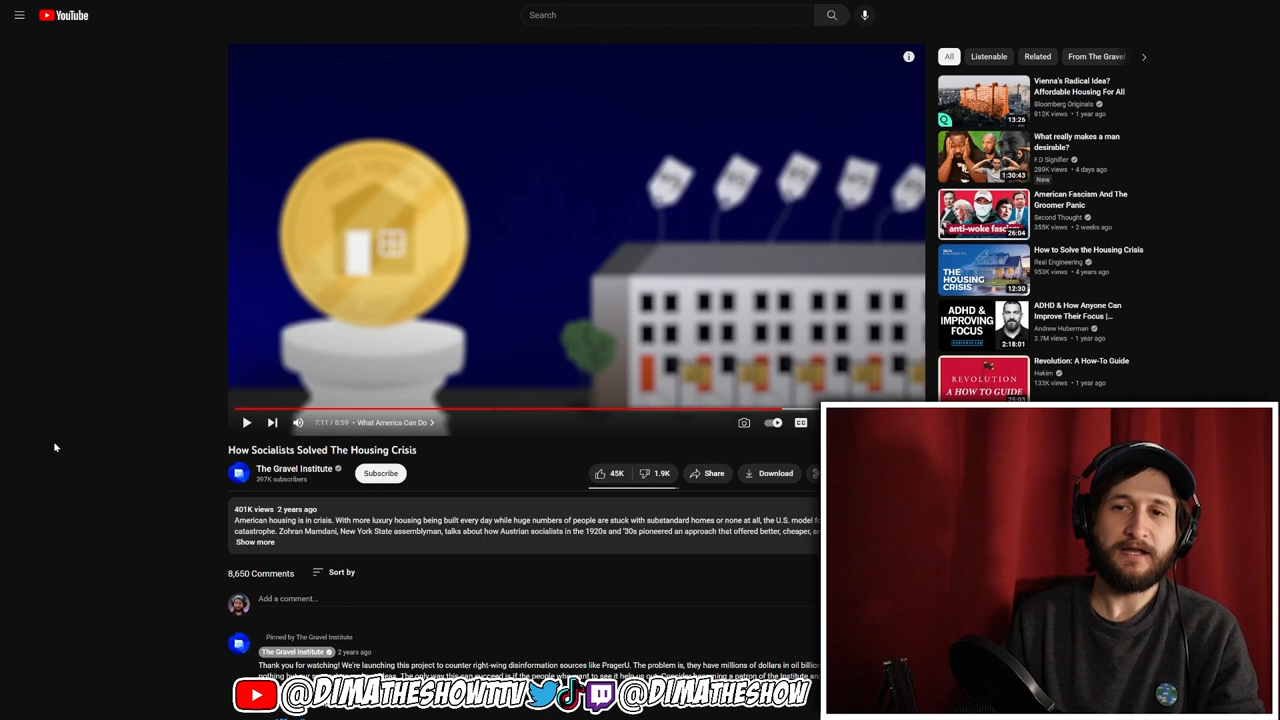 YouTube
Search
All
Listenable
Related
From The Gravel
Vienna's Radical Idea?
Affordable Housing For All
Bloomberg Originals
812K views • 1 year ago
13:26
What really makes a man
desirable?
F.D Signifier
289K views • 4 days ago
New
1:30:43
American Fascism And The
Groomer Panic
Second Thought
355K views • 2 weeks ago
anti-woke fascism
26:04
How to Solve the Housing Crisis
Real Engineering
953K views • 4 years ago
THE
HOUSING
CRISIS
12:30
ADHD & How Anyone Can
Improve Their Focus |...
Andrew Huberman
3.7M views • 1 year ago
ADHD &
IMPROVING
FOCUS
2:18:01
Revolution: A How-To Guide
Hakim
133K views • 1 year ago
REVOLUTION
A HOW TO GUIDE
25:03
7:11 / 8:59 • What America Can Do
CC
How Socialists Solved The Housing Crisis
The Gravel Institute
397K subscribers
Subscribe
45K
1.9K
Share
Download
401K views 2 years ago
American housing is in crisis. With more luxury housing being built every day while huge numbers of people are stuck with substandard homes or none at all, the U.S. model
catastrophe. Zohran Mamdani, New York State assemblyman, talks about how Austrian socialists in the 1920s and '30s pioneered an approach that offered better, cheaper,
Show more
8,650 Comments
Sort by
Add a comment...
Pinned by The Gravel Institute
The Gravel Institute
2 years ago
Thank you for watching! We're launching this project to counter right-wing disinformation sources like PragerU. The problem is, they have millions of dollars in oil
@DIMATHESHOWTTV
@DIMATHESHOW